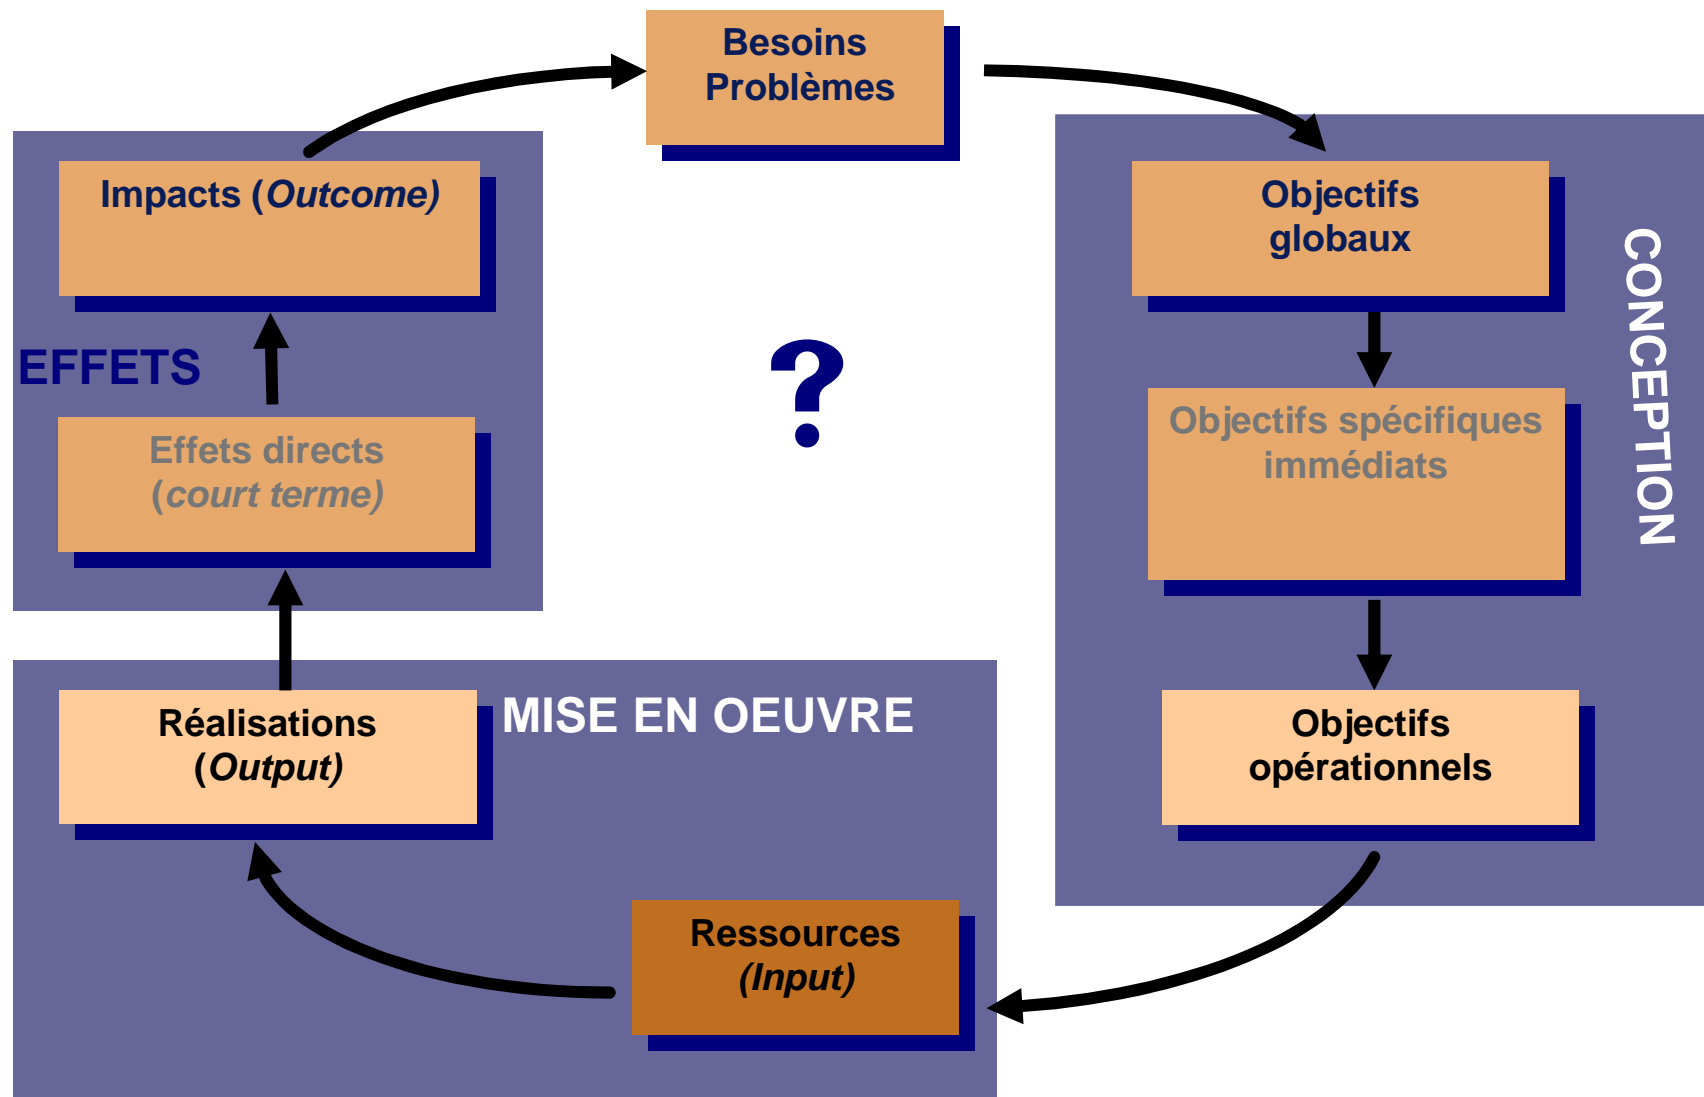 Besoins
Problèmes
Impacts (Outcome)
EFFETS
Effets directs
(court terme)
?
Objectifs
globaux
CONCEPTION
Objectifs spécifiques
immédiats
Objectifs
opérationnels
MISE EN OEUVRE
Réalisations
(Output)
Ressources
(Input)